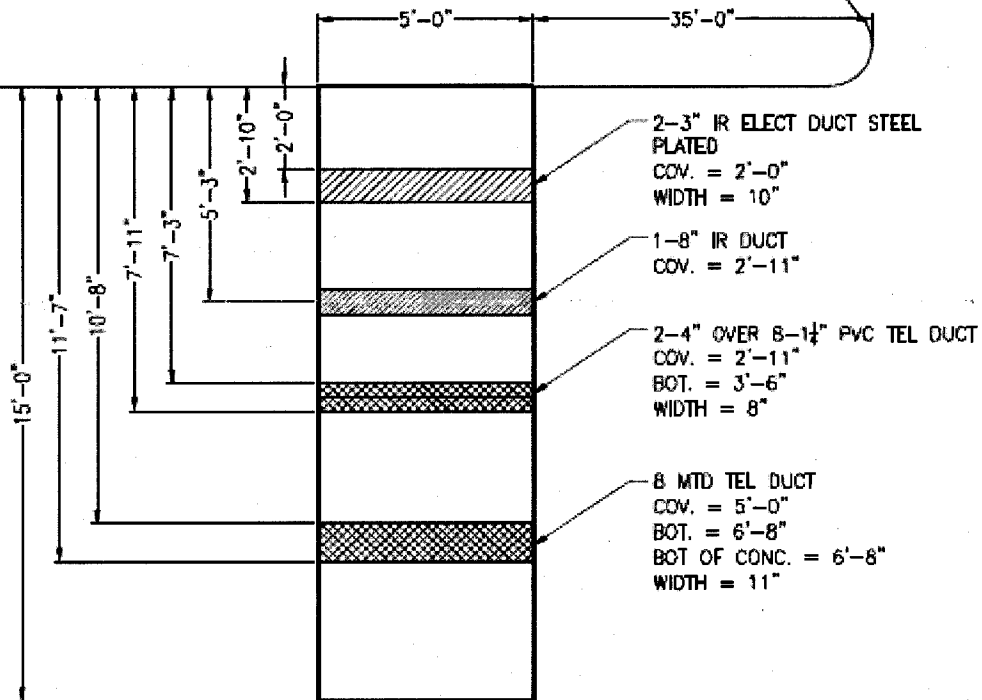 5'-0"
35'-0"
2'-0"
2'-10"
5'-3"
7'-3"
7'-11"
10'-8"
11'-7"
15'-0"
2-3" IR ELECT DUCT STEEL
PLATED
COV. = 2'-0"
WIDTH = 10"
1-8" IR DUCT
COV. = 2'-11"
2-4" OVER 8-1¼" PVC TEL DUCT
COV. = 2'-11"
BOT. = 3'-6"
WIDTH = 8"
8 MTD TEL DUCT
COV. = 5'-0"
BOT. = 6'-8"
BOT OF CONC. = 6'-8"
WIDTH = 11"